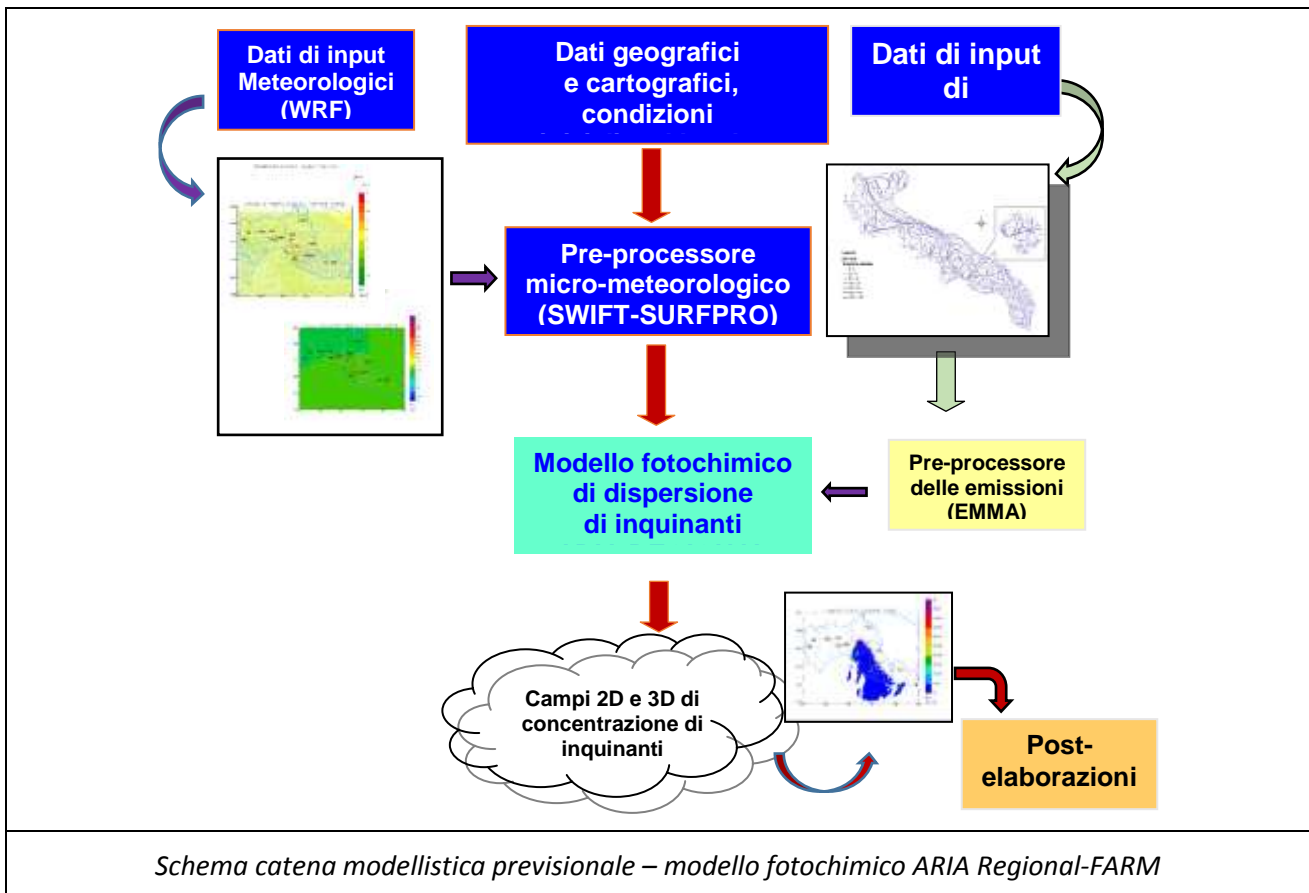 Dati di input
Meteorologici
(WRF)
Dati geografici
e cartografici,
condizioni
Dati di input
di
Pre-processore
micro-meteorologico
(SWIFT-SURFPRO)
Modello fotochimico
di dispersione
di inquinanti
Pre-processore
delle emissioni
(EMMA)
Campi 2D e 3D di
concentrazione di
inquinanti
Post-
elaborazioni
Schema catena modellistica previsionale – modello fotochimico ARIA Regional-FARM